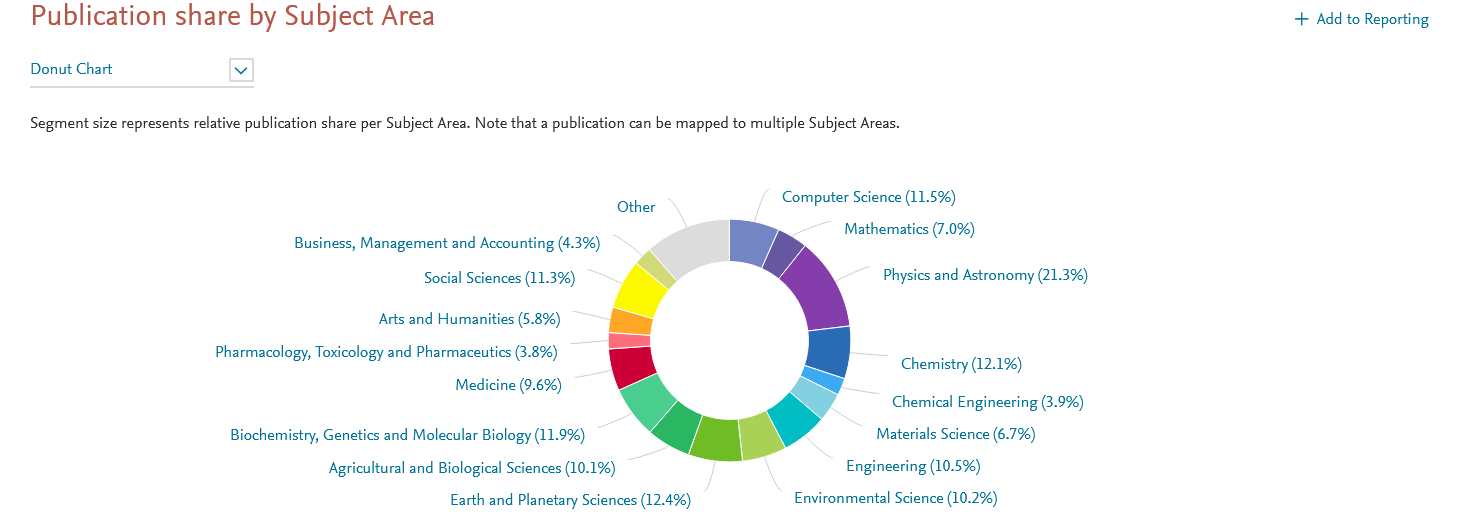 Publication share by Subject Area
+ Add to Reporting
Donut Chart
Segment size represents relative publication share per Subject Area. Note that a publication can be mapped to multiple Subject Areas.
Computer Science (11.5%)
Mathematics (7.0%)
Physics and Astronomy (21.3%)
Chemistry (12.1%)
Chemical Engineering (3.9%)
Materials Science (6.7%)
Engineering (10.5%)
Environmental Science (10.2%)
Earth and Planetary Sciences (12.4%)
Agricultural and Biological Sciences (10.1%)
Biochemistry, Genetics and Molecular Biology (11.9%)
Medicine (9.6%)
Pharmacology, Toxicology and Pharmaceutics (3.8%)
Arts and Humanities (5.8%)
Social Sciences (11.3%)
Business, Management and Accounting (4.3%)
Other